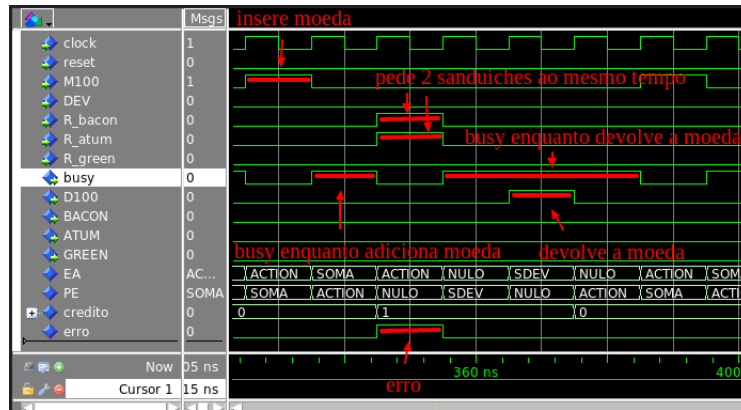 Msgs insere moeda
clock 1
reset 0
M100 1 pede 2 sanduiches ao mesmo tempo
DEV 0
R_bacon 0
R_atum 0 busy enquanto devolve a moeda
R_green 0
busy 0
D100 0
BACON 0
ATUM 0
GREEN 0 busy enquanto adiciona moeda devolve a moeda
EA AC... ACTION SOMA ACTION NULO SDEV NULO ACTION SOM
PE SOMA SOMA ACTION NULO SDEV NULO ACTION SOMA ACTI
credito 0 0 1 0
erro 0
Now 05 ns 360 ns 400
Cursor 1 15 ns erro